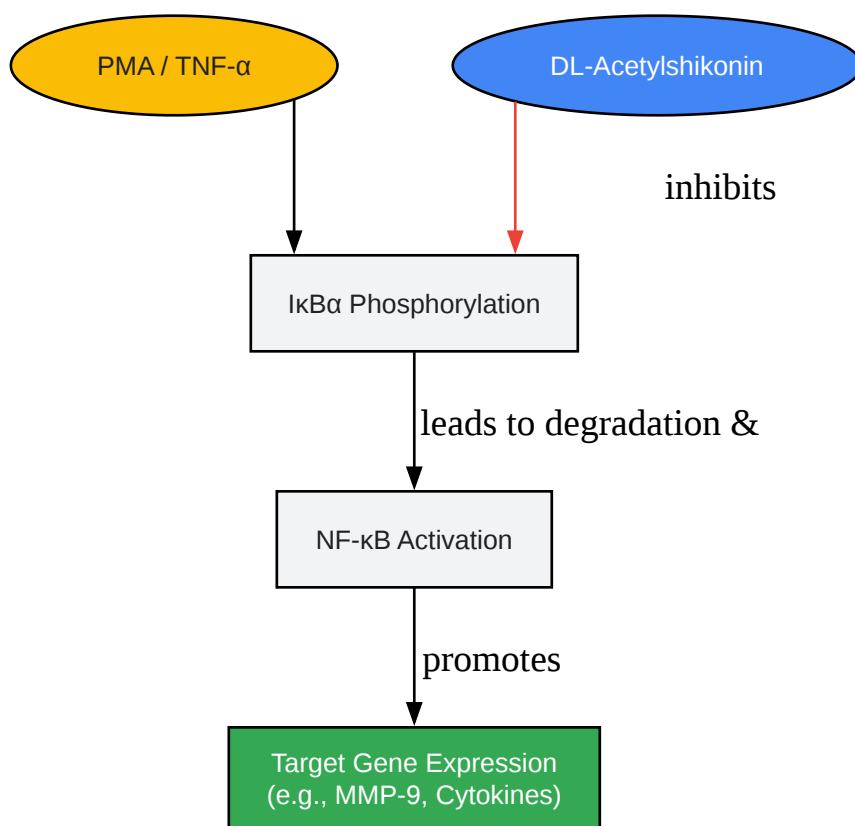 PMA / TNF-α
DL-Acetylshikonin
inhibits
IκBα Phosphorylation
leads to degradation &
NF-κB Activation
promotes
Target Gene Expression
(e.g., MMP-9, Cytokines)